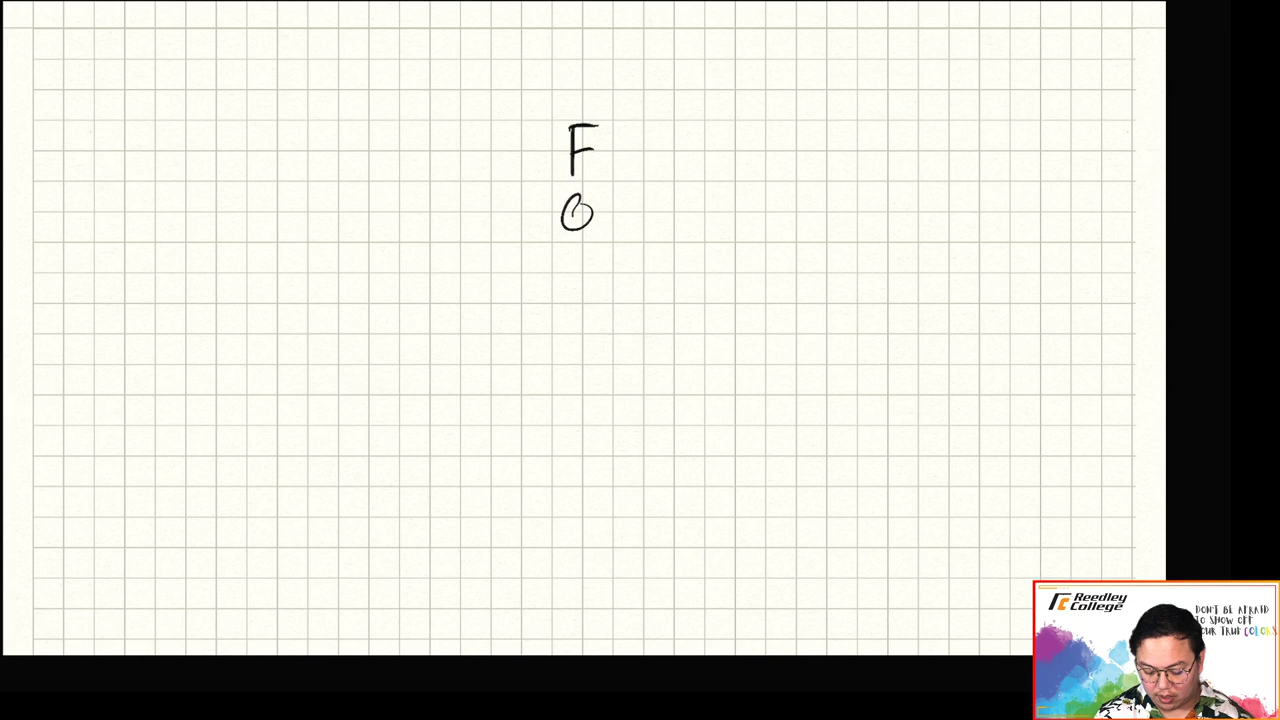 F
O
Reedley
College
DON'T BE AFRAID
TO SHOW OFF
YOUR TRUE COLORS